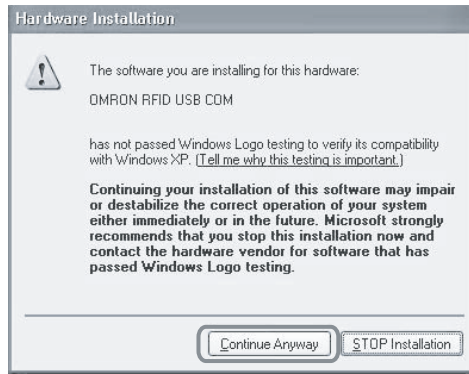 Hardware Installation
The software you are installing for this hardware:
OMRON RFID USB COM
has not passed Windows Logo testing to verify its compatibility
with Windows XP. (Tell me why this testing is important.)
Continuing your installation of this software may impair
or destabilize the correct operation of your system
either immediately or in the future. Microsoft strongly
recommends that you stop this installation now and
contact the hardware vendor for software that has
passed Windows Logo testing.
Continue Anyway
STOP Installation